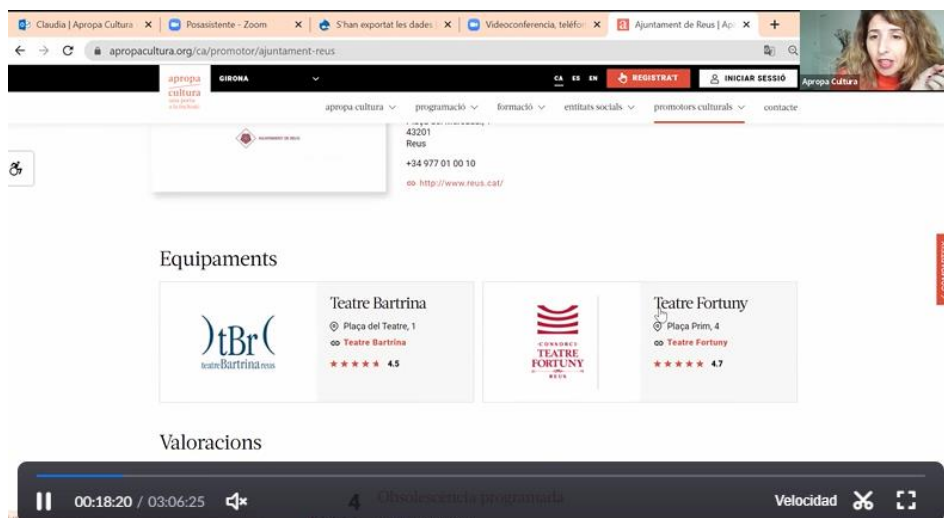 Claudia | Apropa Cultura
Posasistente - Zoom
S'han exportat les dades
Videoconferencia, teléfor
Ajuntament de Reus | Ap
apropacultura.org/ca/promotor/ajuntament-reus
Apropa Cultura
apropa
cultura
GIRONA
CA ES EN
REGISTRA'T
INICIAR SESSIÓ
apropa cultura
programació
formació
entitats socials
promotors culturals
contacte
AJUNTAMENT DE REUS
43201
Reus
+34 977 01 00 10
http://www.reus.cat/
Equipaments
)tBr(
teatreBartrinareus
Teatre Bartrina
Plaça del Teatre, 1
Teatre Bartrina
4.5
CONSORCI
TEATRE
FORTUNY
REUS
Teatre Fortuny
Plaça Prim, 4
Teatre Fortuny
4.7
Valoracions
4 Obsolescència programada
00:18:20 / 03:06:25
Velocidad